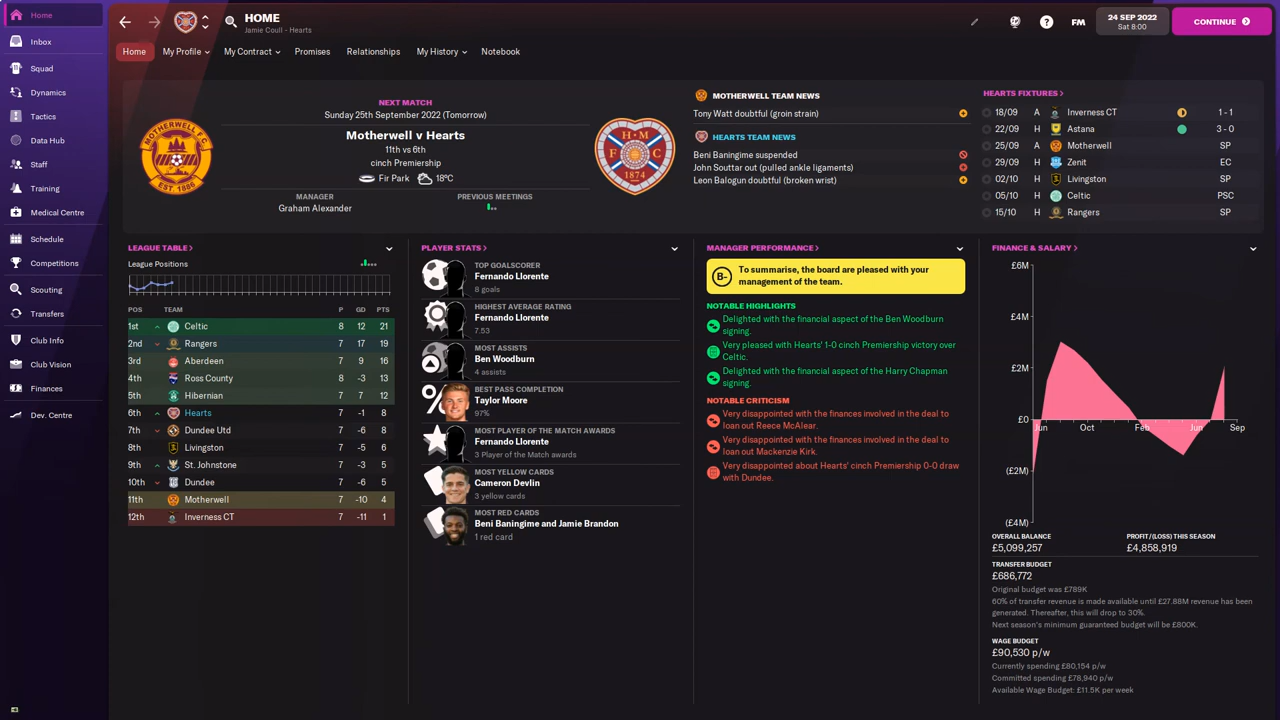 Home
Inbox
Squad
Dynamics
Tactics
Data Hub
Staff
Training
Medical Centre
Schedule
Competitions
Scouting
Transfers
Club Info
Club Vision
Finances
Dev. Centre
HOME
Jamie Coull - Hearts
FM
24 SEP 2022
Sat 8:00
CONTINUE
Home
My Profile
My Contract
Promises
Relationships
My History
Notebook
MOTHERWELL F.C.
EST. 1886
NEXT MATCH
Sunday 25th September 2022 (Tomorrow)
Motherwell v Hearts
11th vs 6th
cinch Premiership
Fir Park 18°C
MANAGER
Graham Alexander
PREVIOUS MEETINGS
H M
F C
1874
MOTHERWELL TEAM NEWS
Tony Watt doubtful (groin strain)
HEARTS TEAM NEWS
Beni Baningime suspended
John Souttar out (pulled ankle ligaments)
Leon Balogun doubtful (broken wrist)
HEARTS FIXTURES
18/09 A Inverness CT 1 - 1
22/09 H Astana 3 - 0
25/09 A Motherwell SP
29/09 H Zenit EC
02/10 H Livingston SP
05/10 H Celtic PSC
15/10 H Rangers SP
LEAGUE TABLE
League Positions
POS TEAM P GD PTS
1st Celtic 8 12 21
2nd Rangers 7 17 19
3rd Aberdeen 7 9 16
4th Ross County 8 -3 13
5th Hibernian 7 7 12
6th Hearts 7 -1 8
7th Dundee Utd 7 -6 8
8th Livingston 7 -5 6
9th St. Johnstone 7 -3 5
10th Dundee 7 -6 5
11th Motherwell 7 -10 4
12th Inverness CT 7 -11 1
PLAYER STATS
TOP GOALSCORER
Fernando Llorente
8 goals
HIGHEST AVERAGE RATING
Fernando Llorente
7.53
MOST ASSISTS
Ben Woodburn
4 assists
BEST PASS COMPLETION
Taylor Moore
97%
MOST PLAYER OF THE MATCH AWARDS
Fernando Llorente
3 Player of the Match awards
MOST YELLOW CARDS
Cameron Devlin
3 yellow cards
MOST RED CARDS
Beni Baningime and Jamie Brandon
1 red card
MANAGER PERFORMANCE
B-
To summarise, the board are pleased with your
management of the team.
NOTABLE HIGHLIGHTS
Delighted with the financial aspect of the Ben Woodburn
signing.
Very pleased with Hearts' 1-0 cinch Premiership victory over
Celtic.
Delighted with the financial aspect of the Harry Chapman
signing.
NOTABLE CRITICISM
Very disappointed with the finances involved in the deal to
loan out Reece McAlear.
Very disappointed with the finances involved in the deal to
loan out Mackenzie Kirk.
Very disappointed about Hearts' cinch Premiership 0-0 draw
with Dundee.
FINANCE & SALARY
£6M
£4M
£2M
£0
(£2M)
(£4M)
Jun Oct Feb Jun Sep
OVERALL BALANCE
£5,099,257
PROFIT/(LOSS) THIS SEASON
£4,858,919
TRANSFER BUDGET
£686,772
Original budget was £789K
60% of transfer revenue is made available until £27.88M revenue has been
generated. Thereafter, this will drop to 30%.
Next season's minimum guaranteed budget will be £800K.
WAGE BUDGET
£90,530 p/w
Currently spending £80,154 p/w
Committed spending £78,940 p/w
Available Wage Budget: £11.5K per week